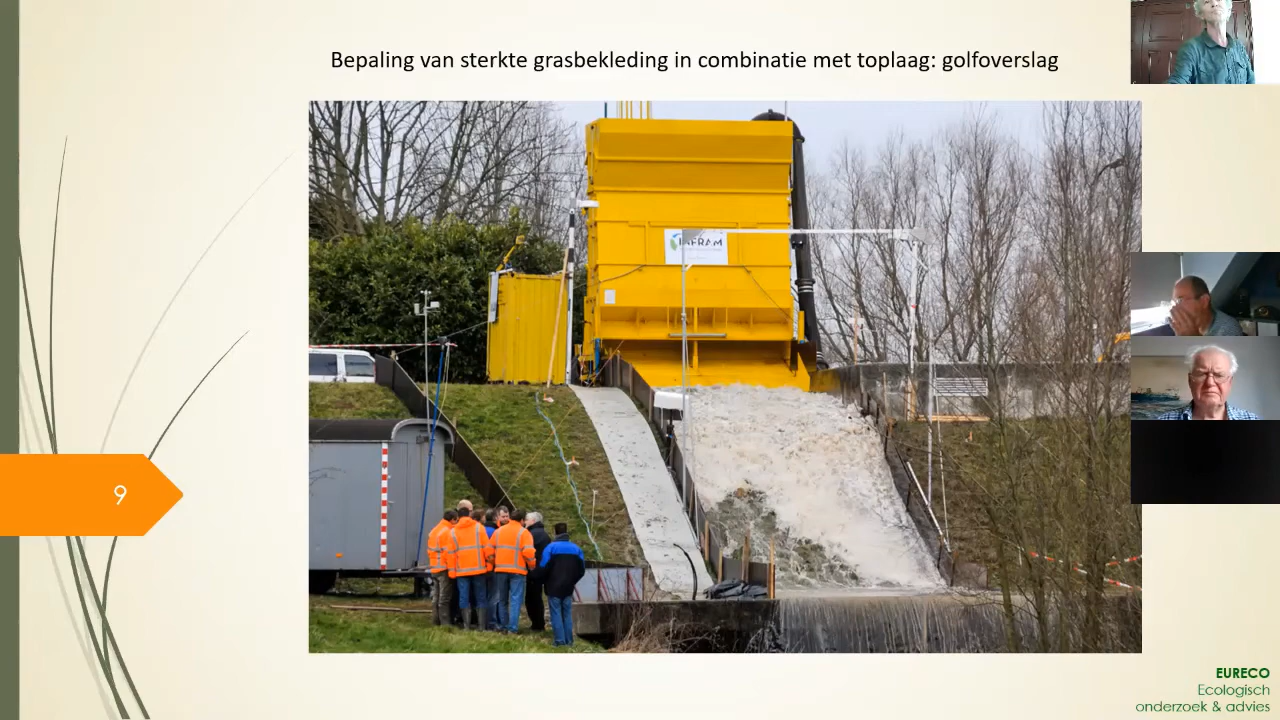 Bepaling van sterkte grasbekleding in combinatie met toplaag: golfoverslag
INFRAM
9
EURECO
Ecologisch
onderzoek & advies